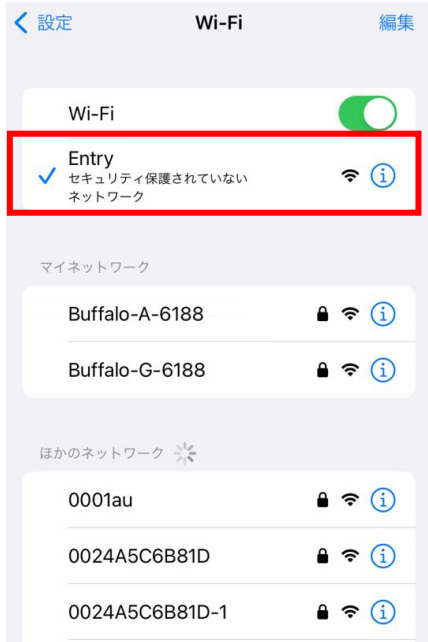 設定
Wi-Fi
編集
Wi-Fi
Entry
セキュリティ保護されていない
ネットワーク
マイネットワーク
Buffalo-A-6188
Buffalo-G-6188
ほかのネットワーク
0001au
0024A5C6B81D
0024A5C6B81D-1